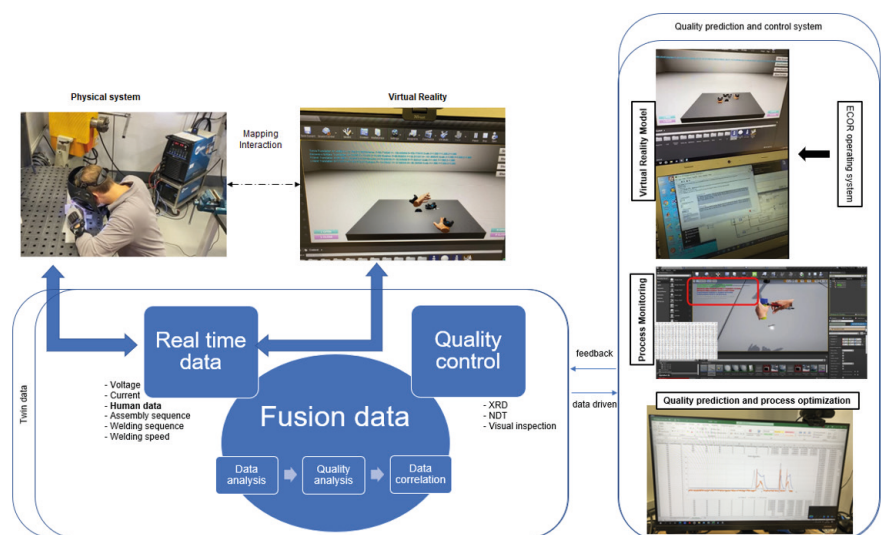 Quality prediction and control system
Physical system
Virtual Reality
Mapping
Interaction
Virtual Reality Model
ECOR operating system
Process Monitoring
Real time
data
Quality
control
- Voltage
- Current
- Human data
- Assembly sequence
- Welding sequence
- Welding speed
- XRD
- NDT
- Visual inspection
Twin data
Fusion data
Data
analysis
Quality
analysis
Data
correlation
feedback
data driven
Quality prediction and process optimization